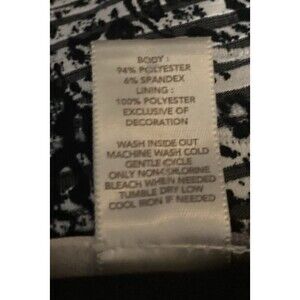 BODY :
94% POLYESTER
6% SPANDEX
LINING :
100% POLYESTER
EXCLUSIVE OF
DECORATION
WASH INSIDE OUT
MACHINE WASH COLD
GENTLE CYCLE
ONLY NON-CHLORINE
BLEACH WHEN NEEDED
TUMBLE DRY LOW
COOL IRON IF NEEDED